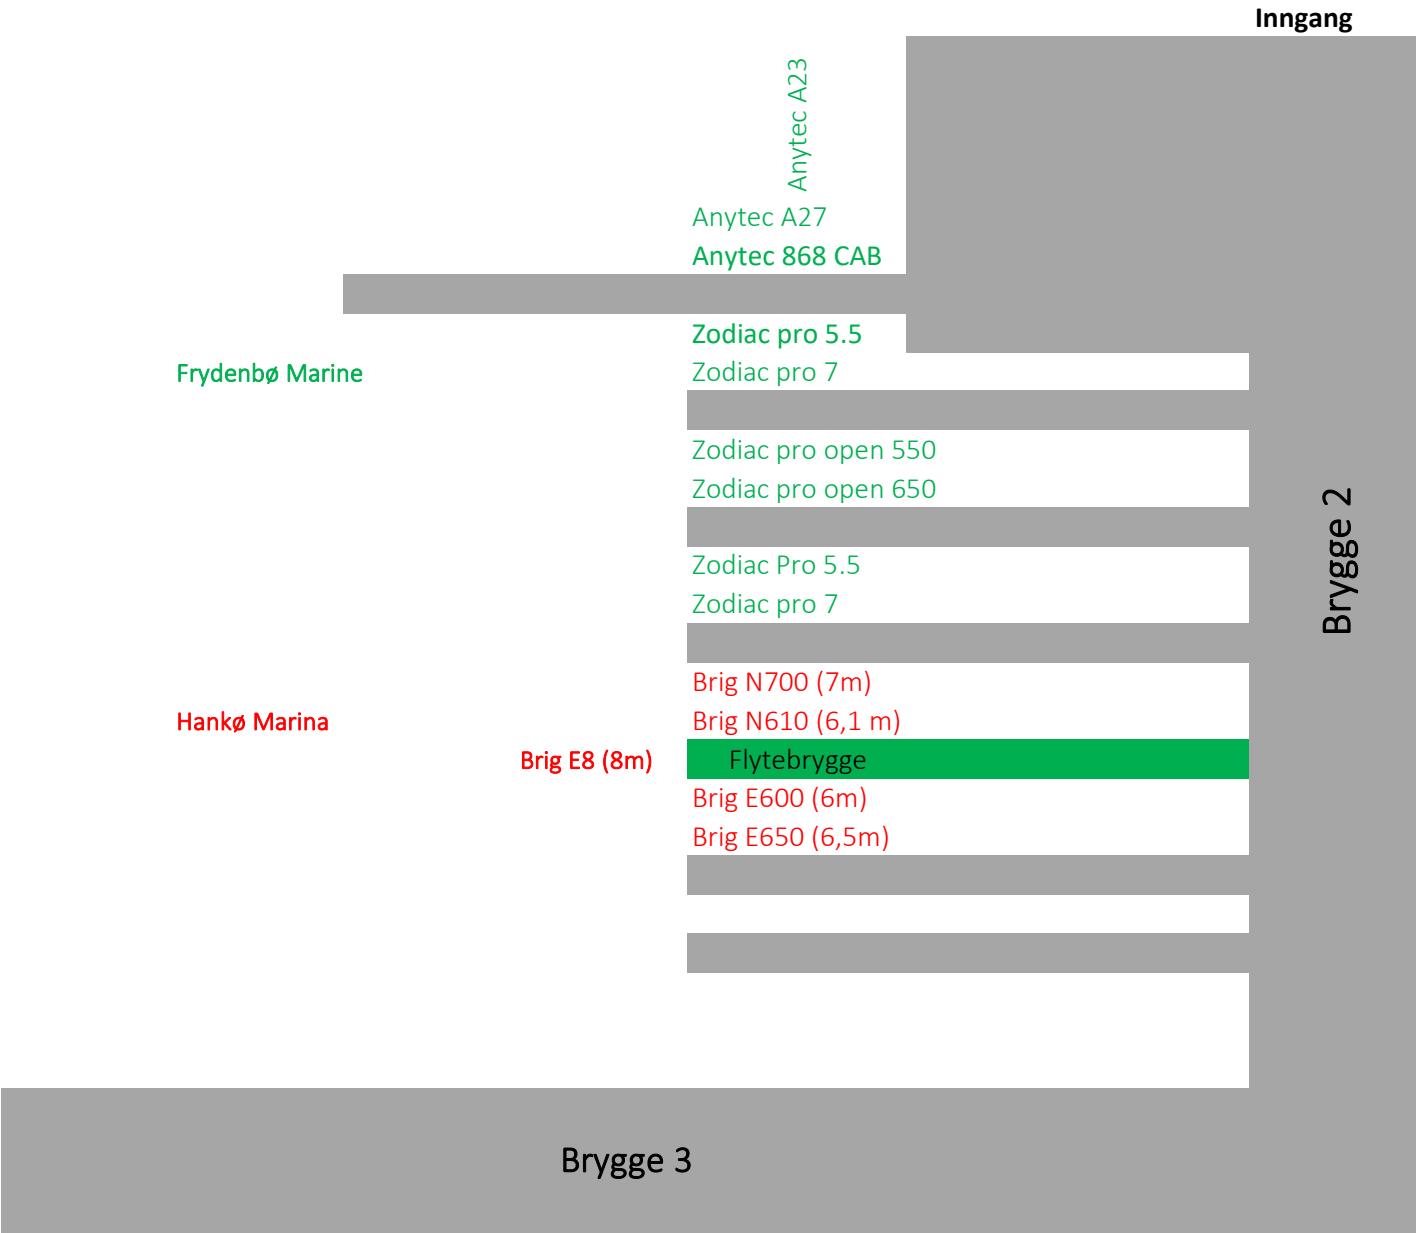 Inngang
Anytec A23
Anytec A27
Anytec 868 CAB
Zodiac pro 5.5
Frydenbø Marine
Zodiac pro 7
Zodiac pro open 550
Zodiac pro open 650
Brygge 2
Zodiac Pro 5.5
Zodiac pro 7
Brig N700 (7m)
Hankø Marina
Brig N610 (6,1 m)
Brig E8 (8m)
Flytebrygge
Brig E600 (6m)
Brig E650 (6,5m)
Brygge 3